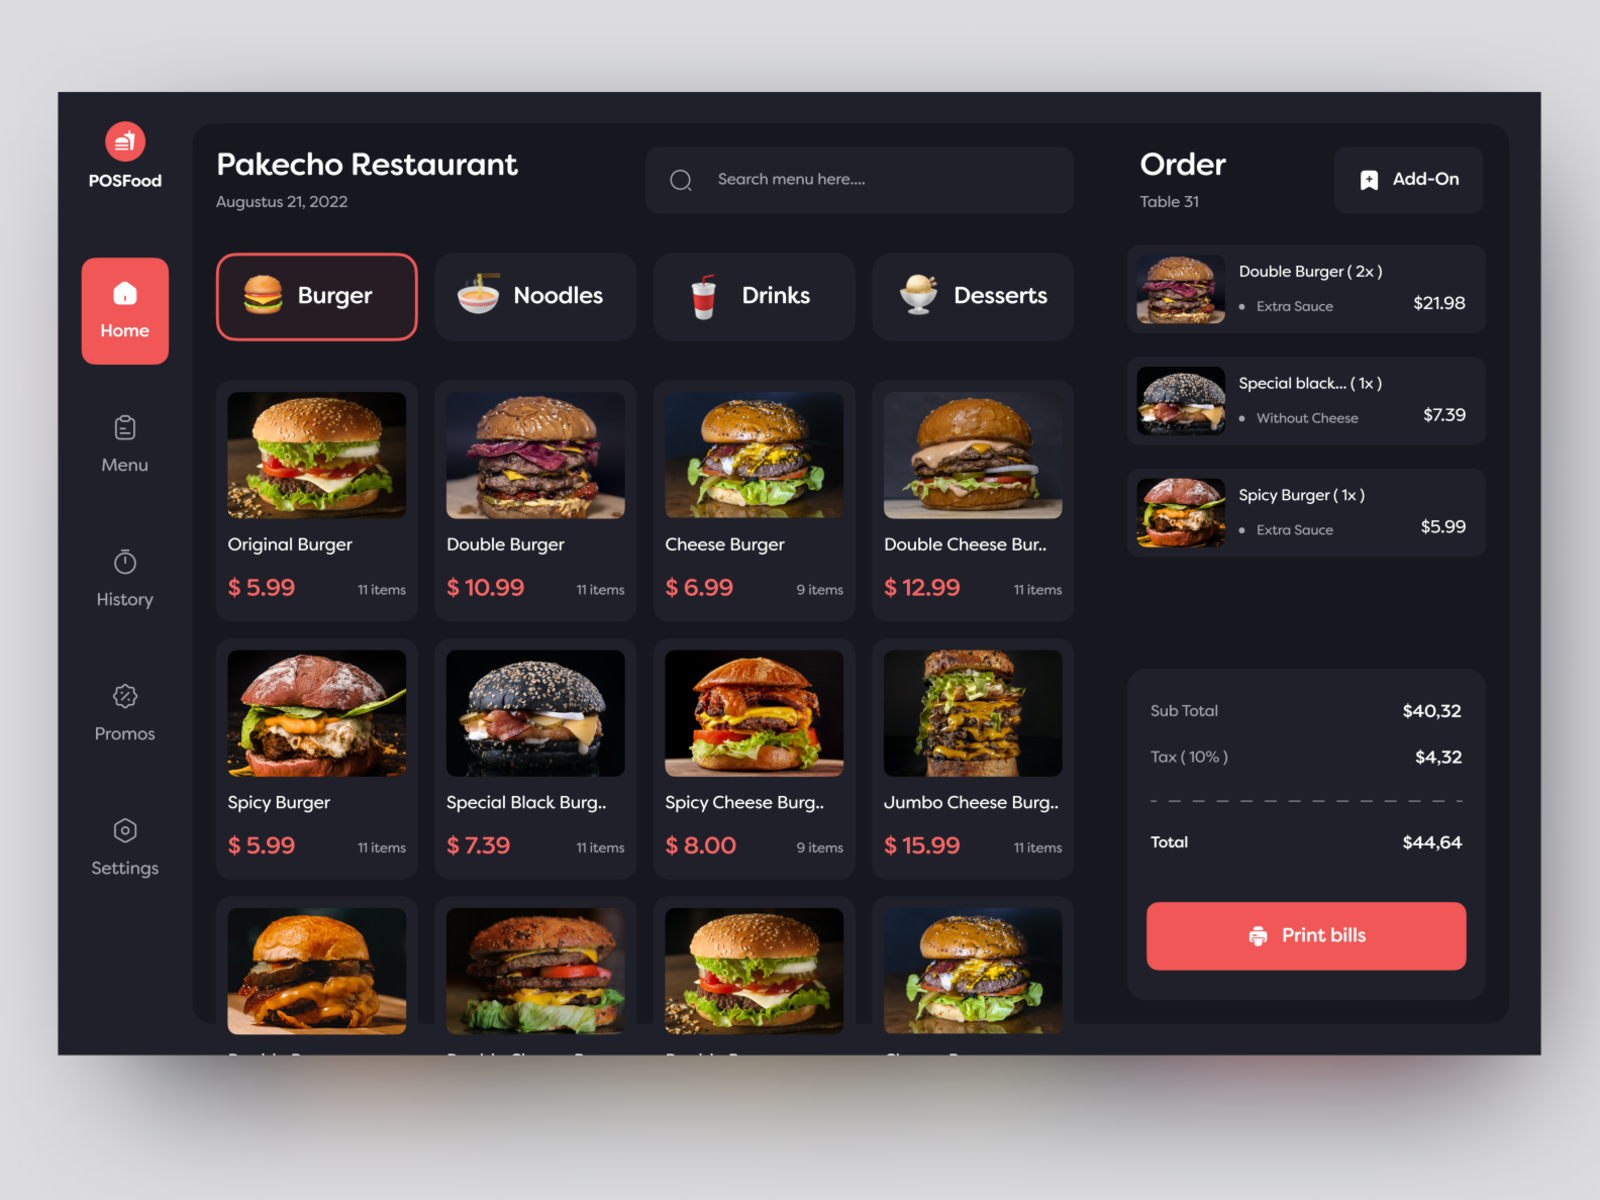 POSFood
Home
Menu
History
Promos
Settings
Pakecho Restaurant
Augustus 21, 2022
Search menu here....
Burger
Noodles
Drinks
Desserts
Original Burger
$ 5.99
11 items
Double Burger
$ 10.99
11 items
Cheese Burger
$ 6.99
9 items
Double Cheese Bur..
$ 12.99
11 items
Spicy Burger
$ 5.99
11 items
Special Black Burg..
$ 7.39
11 items
Spicy Cheese Burg..
$ 8.00
9 items
Jumbo Cheese Burg..
$ 15.99
11 items
Order
Table 31
Add-On
Double Burger ( 2x )
• Extra Sauce
$21.98
Special black... ( 1x )
• Without Cheese
$7.39
Spicy Burger ( 1x )
• Extra Sauce
$5.99
Sub Total
$40,32
Tax ( 10% )
$4,32
Total
$44,64
Print bills